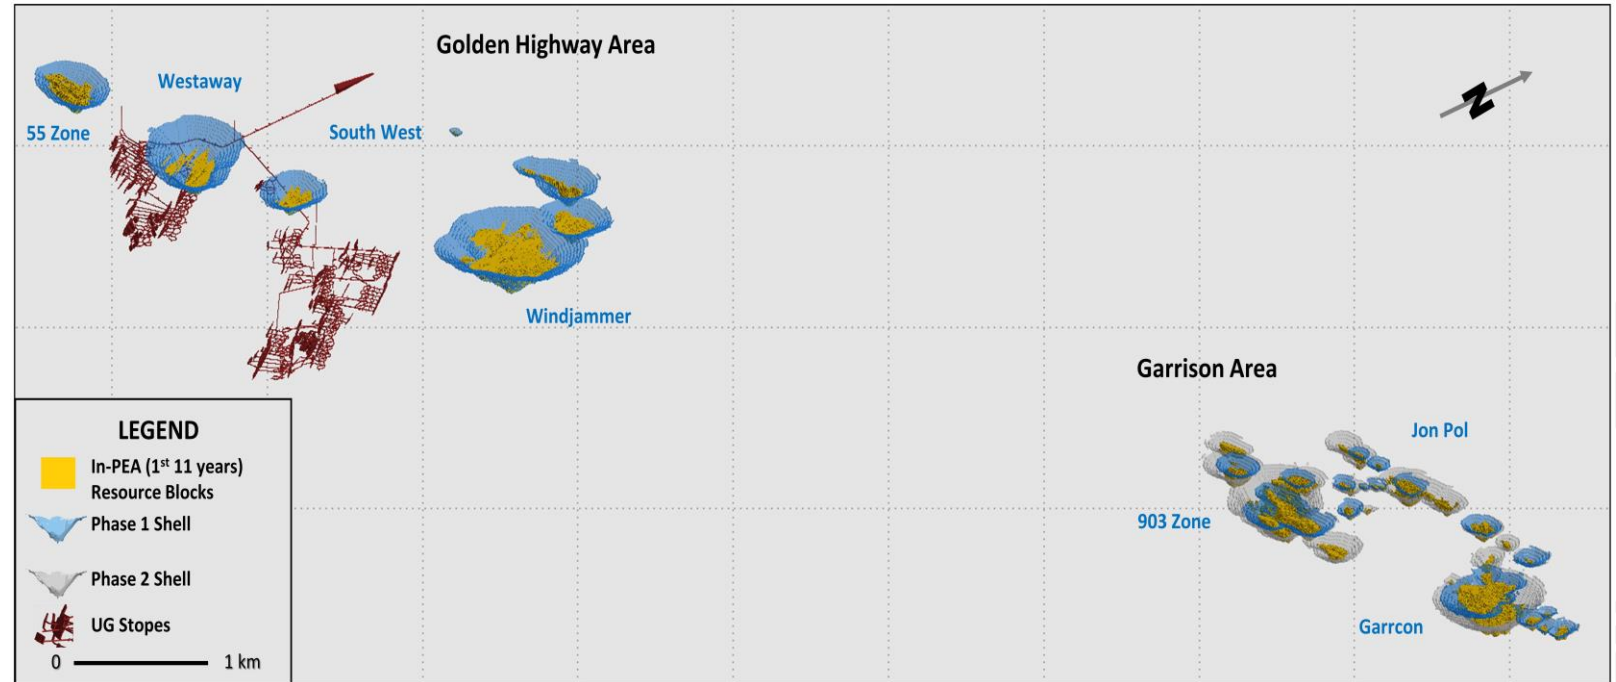 Golden Highway Area
Westaway
55 Zone
South West
N
Windjammer
Garrison Area
Jon Pol
903 Zone
Garrcon
LEGEND
In-PEA (1st 11 years)
Resource Blocks
Phase 1 Shell
Phase 2 Shell
UG Stopes
0 1 km